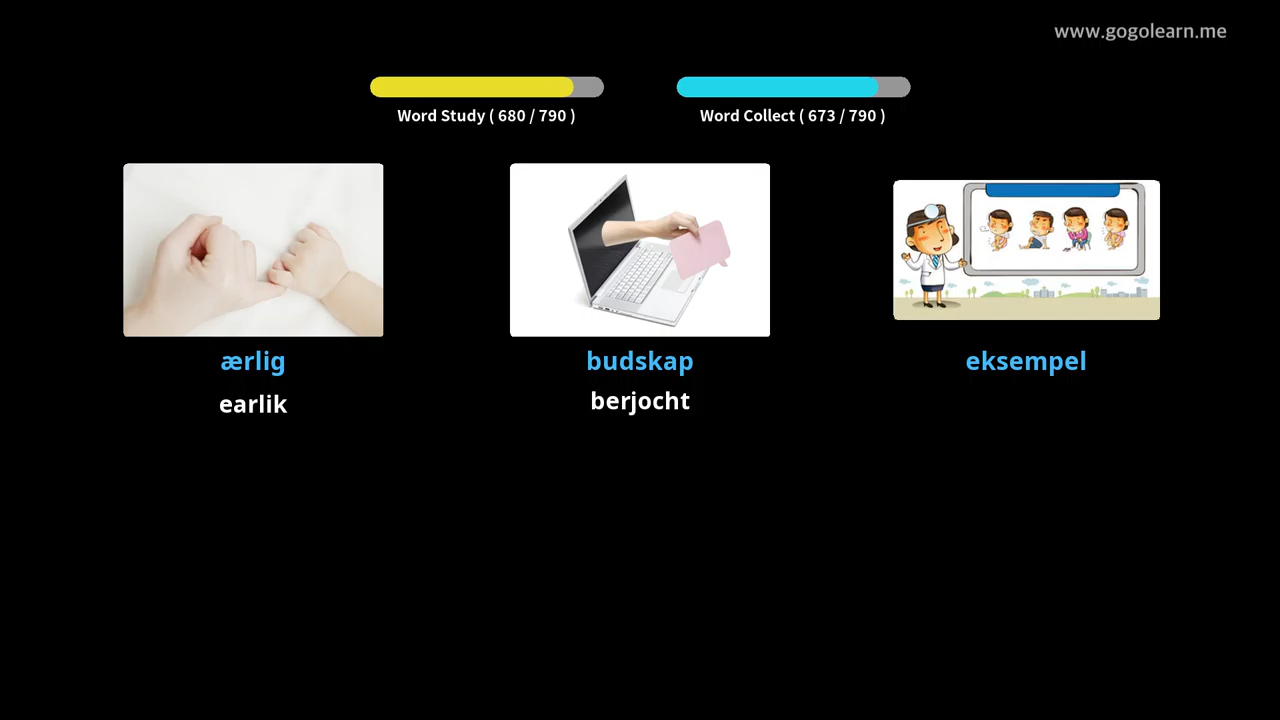 www.gogolearn.me
Word Study ( 680 / 790 )
Word Collect ( 673 / 790 )
ærlig
budskap
eksempel
earlik
berjocht